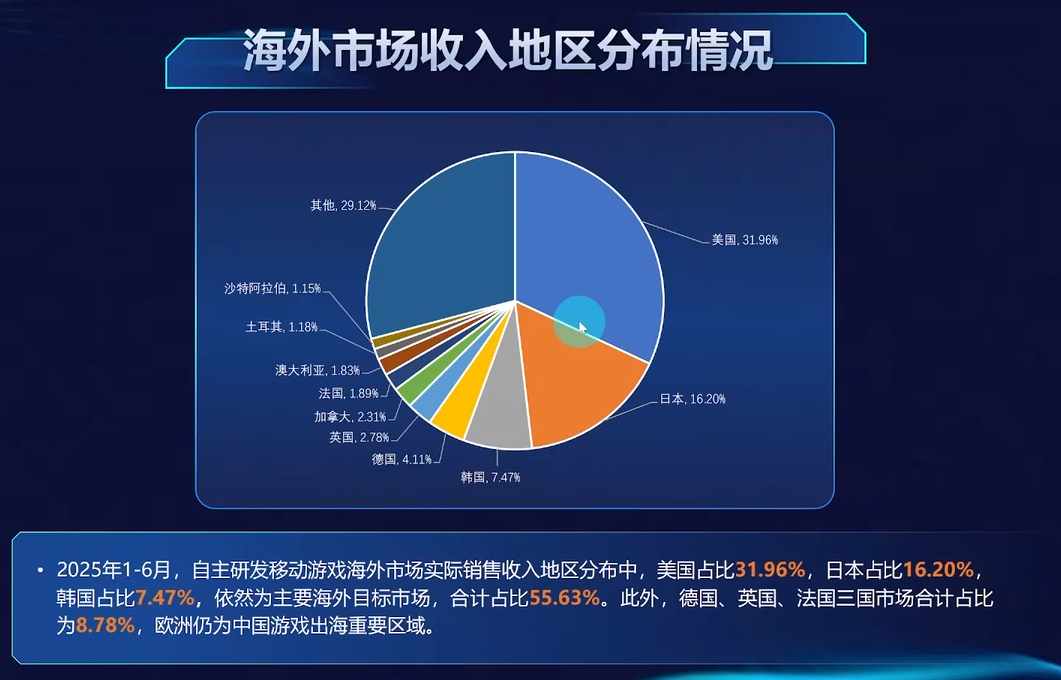 海外市场收入地区分布情况
其他, 29.12%
美国, 31.96%
沙特阿拉伯, 1.15%
土耳其, 1.18%
澳大利亚, 1.83%
法国, 1.89%
加拿大, 2.31%
英国, 2.78%
德国, 4.11%
韩国, 7.47%
日本, 16.20%
• 2025年1-6月，自主研发移动游戏海外市场实际销售收入地区分布中，美国占比31.96%，日本占比16.20%，
韩国占比7.47%，依然为主要海外目标市场，合计占比55.63%。此外，德国、英国、法国三国市场合计占比
为8.78%，欧洲仍为中国游戏出海重要区域。